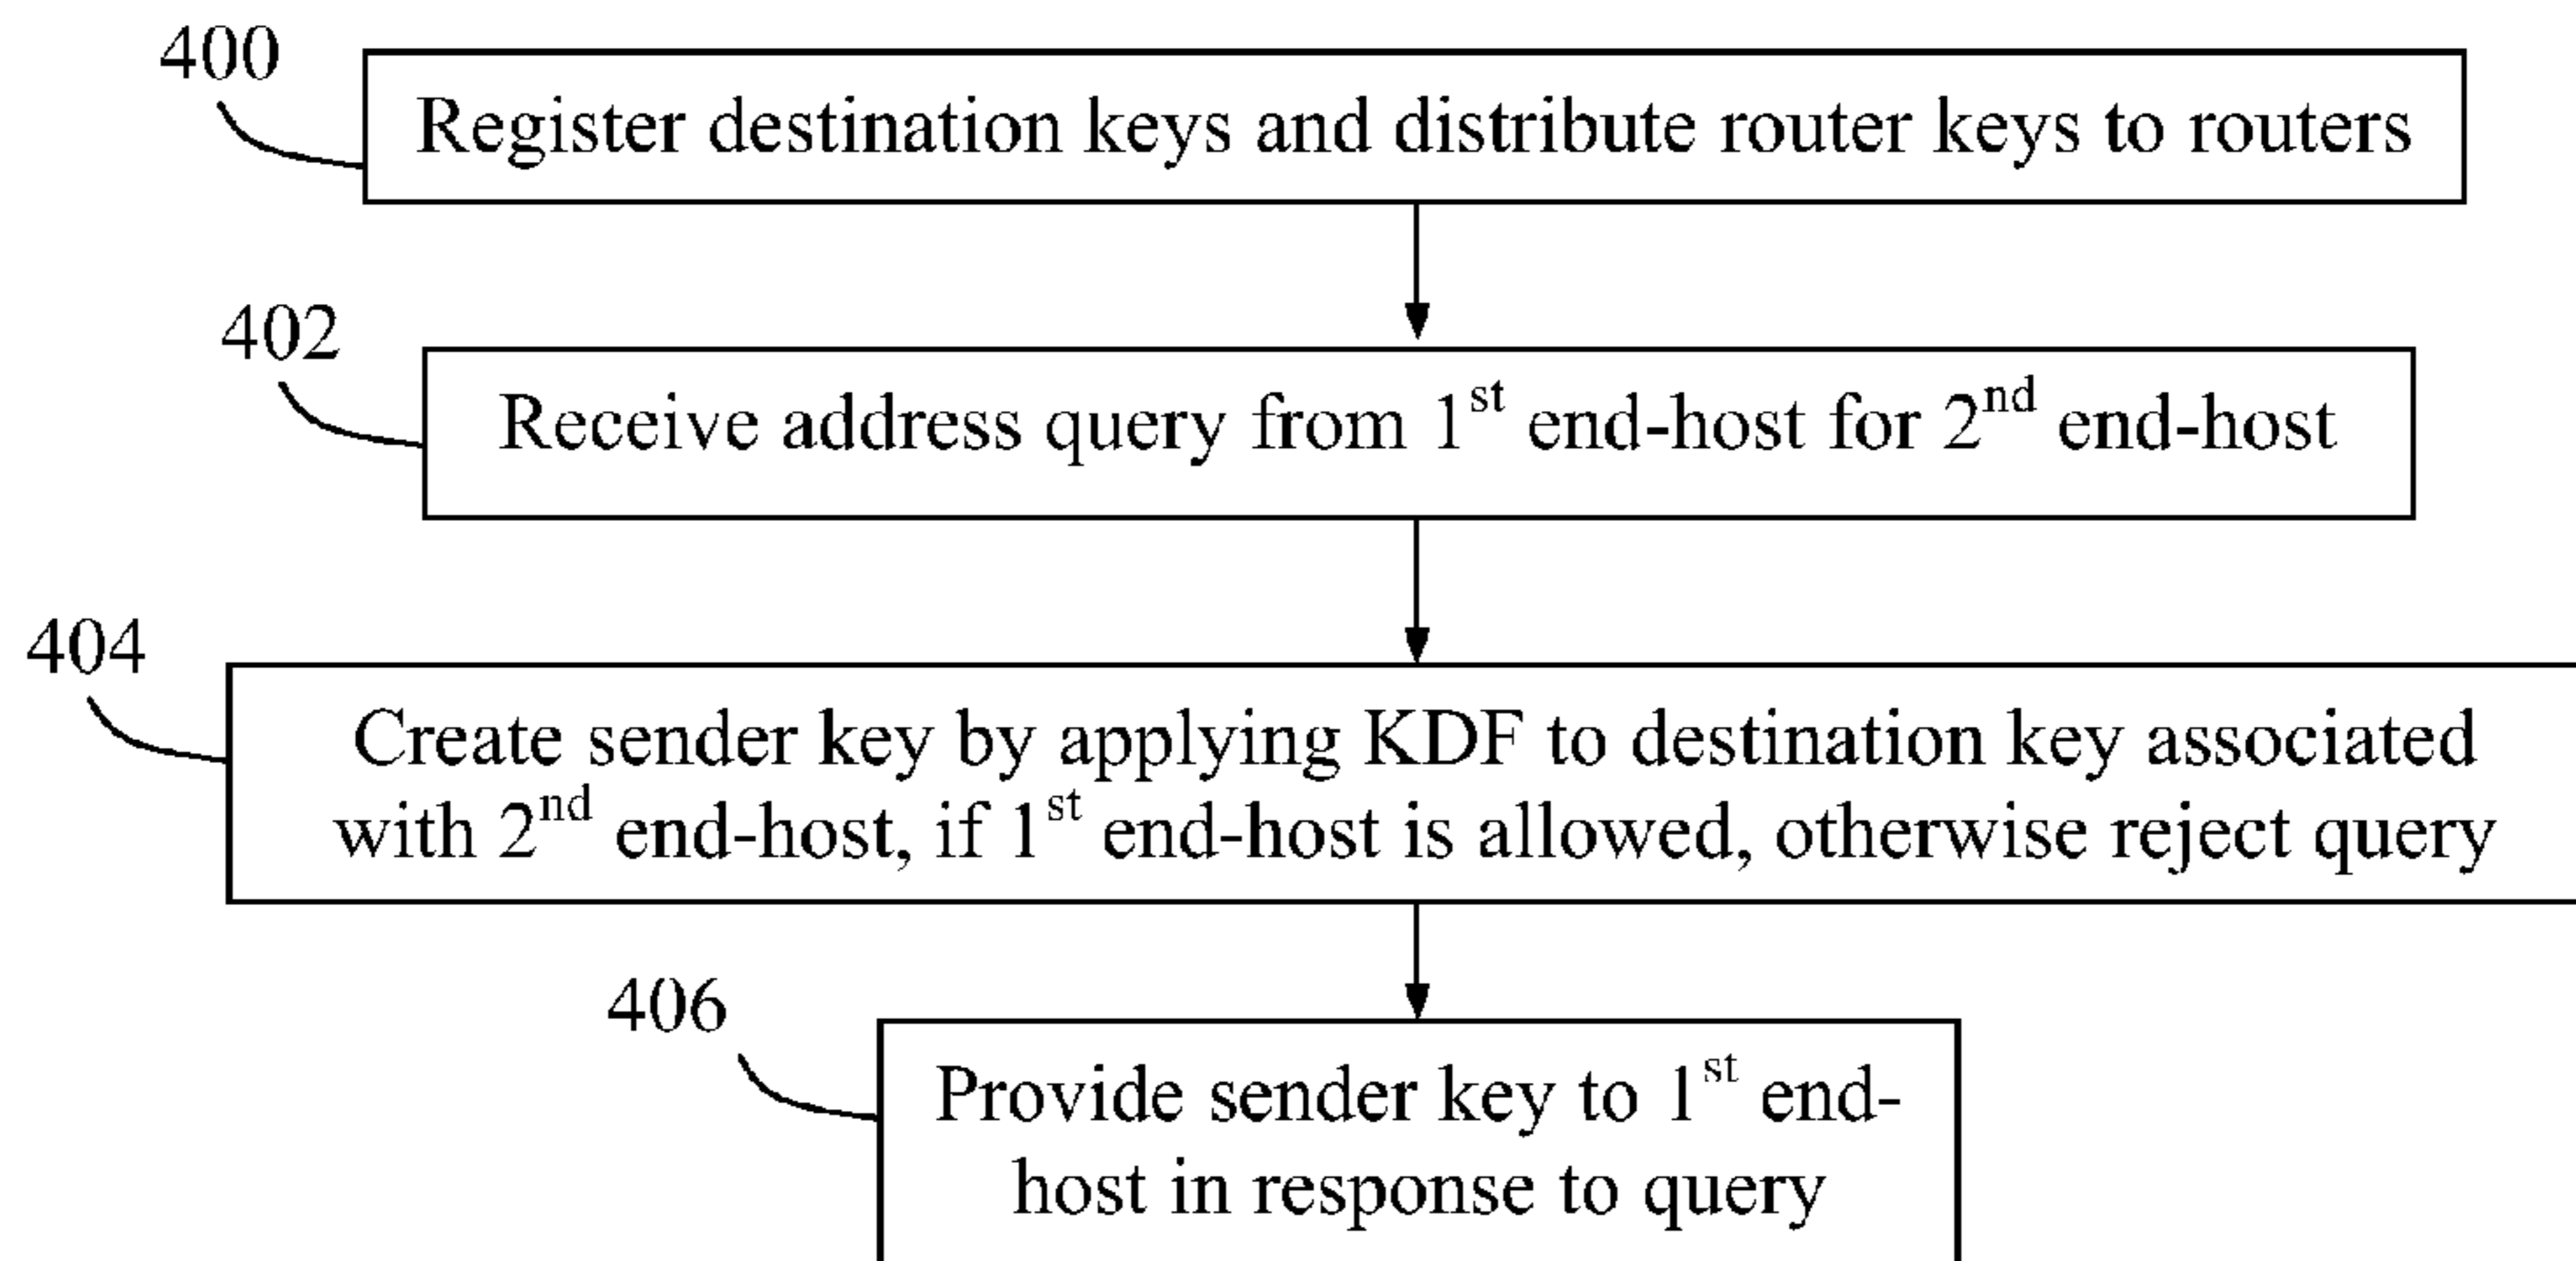 400
Register destination keys and distribute router keys to routers
402
Receive address query from 1st end-host for 2nd end-host
404
Create sender key by applying KDF to destination key associated
with 2nd end-host, if 1st end-host is allowed, otherwise reject query
406
Provide sender key to 1st end-
host in response to query